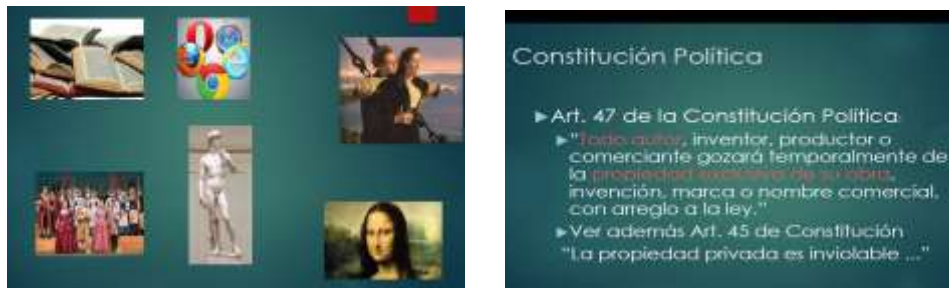 Constitución Política
►Art. 47 de la Constitución Política:
►"Todo autor, inventor, productor o
comerciante gozará temporalmente de
la propiedad exclusiva de su obra,
invención, marca o nombre comercial,
con arreglo a la ley."
►Ver además Art. 45 de Constitución
"La propiedad privada es inviolable ..."